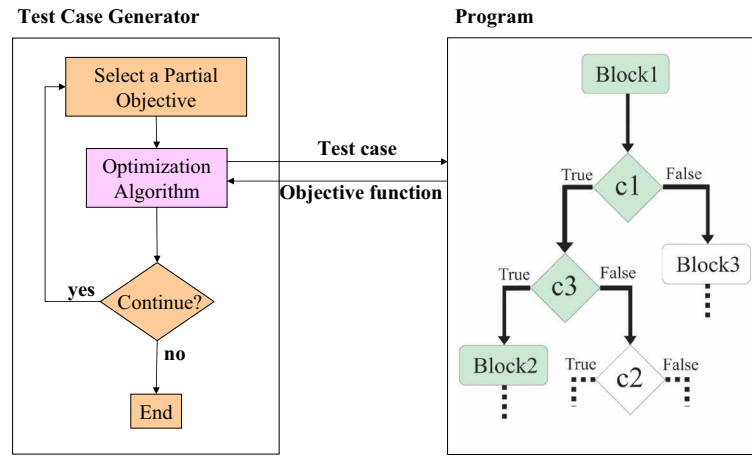 Test Case Generator
Select a Partial
Objective
Optimization
Algorithm
yes
Continue?
no
End
Test case
Objective function
Program
Block1
True
False
c1
Block3
True
False
c3
Block2
True
False
c2